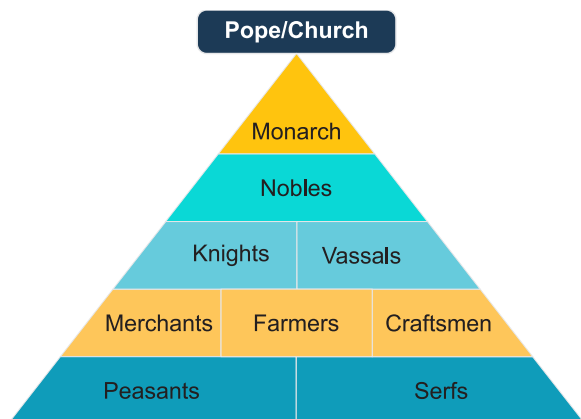 Pope/Church
Monarch
Nobles
Knights Vassals
Merchants Farmers Craftsmen
Peasants Serfs